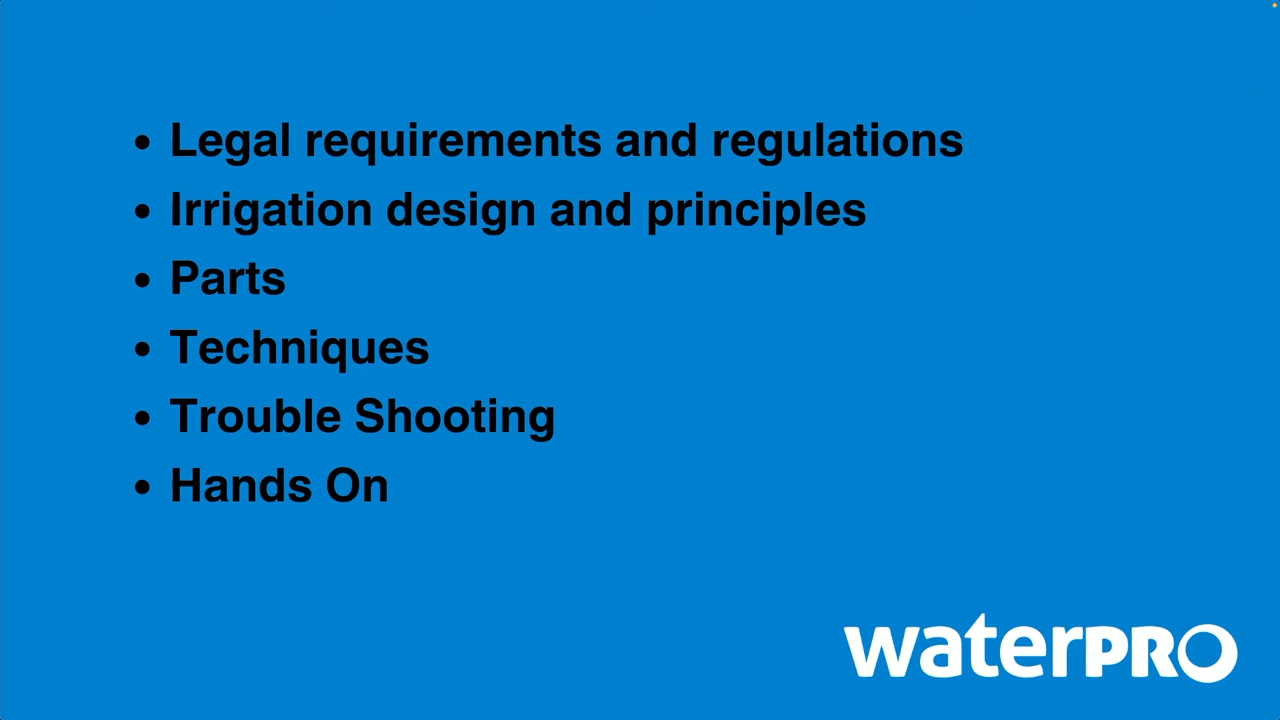 • Legal requirements and regulations
• Irrigation design and principles
• Parts
• Techniques
• Trouble Shooting
• Hands On
waterPRO